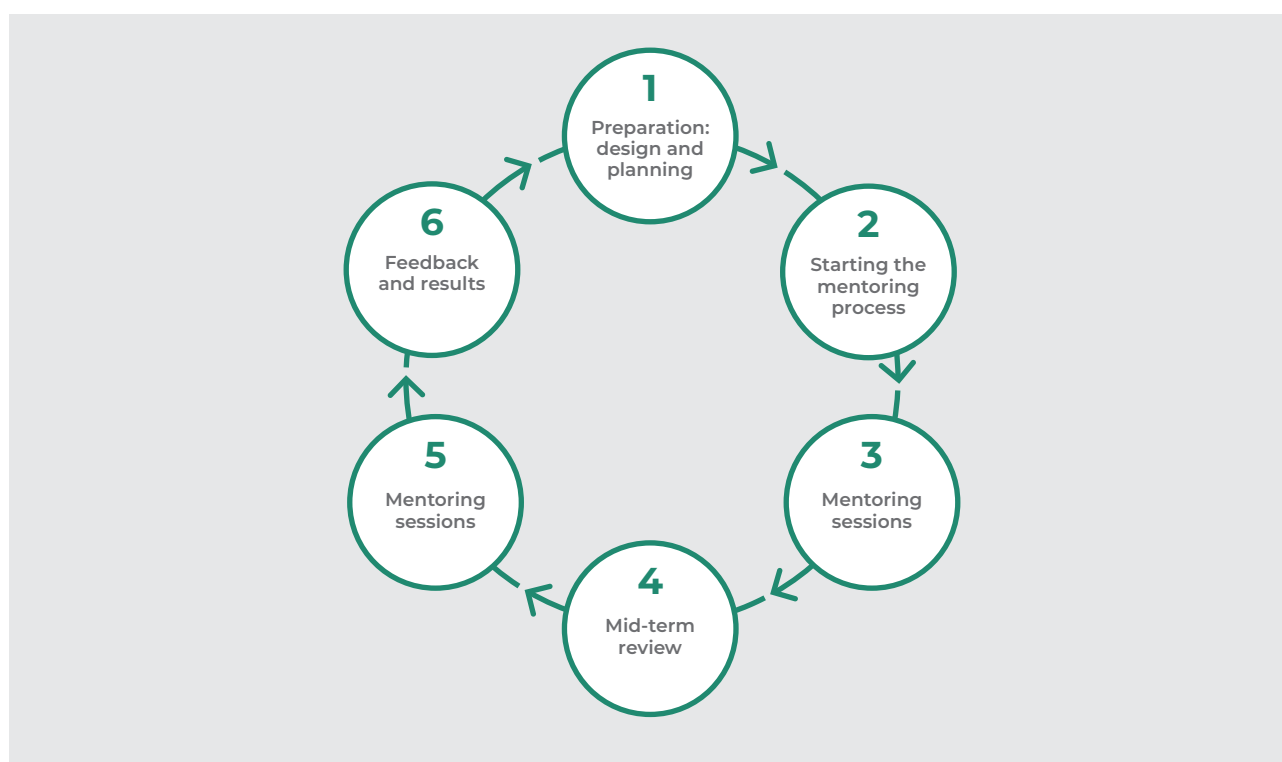 1
Preparation:
design and
planning
2
Starting the
mentoring
process
3
Mentoring
sessions
4
Mid-term
review
5
Mentoring
sessions
6
Feedback
and results